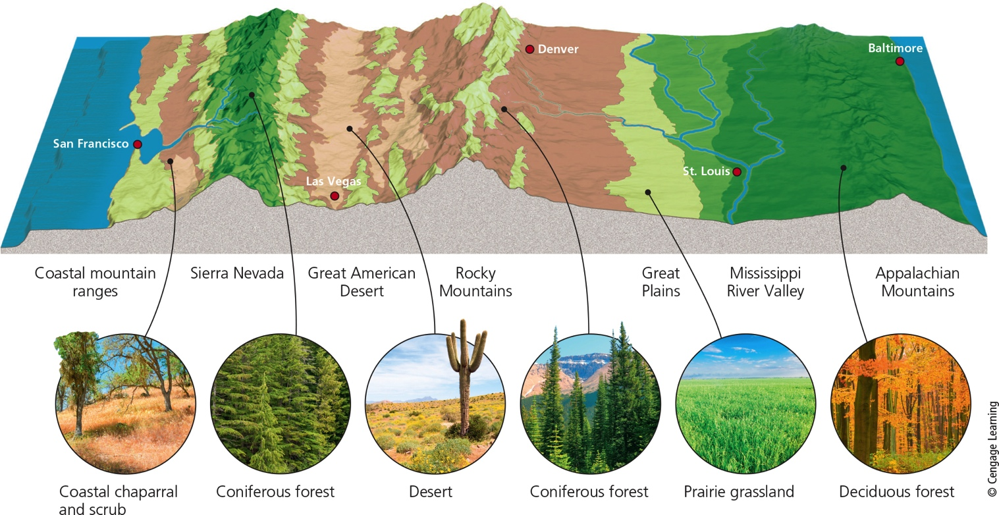 Denver
Baltimore
San Francisco
St. Louis
Las Vegas
Coastal mountain
ranges
Sierra Nevada
Great American
Desert
Rocky
Mountains
Great
Plains
Mississippi
River Valley
Appalachian
Mountains
Coastal chaparral
and scrub
Coniferous forest
Desert
Coniferous forest
Prairie grassland
Deciduous forest
© Cengage Learning